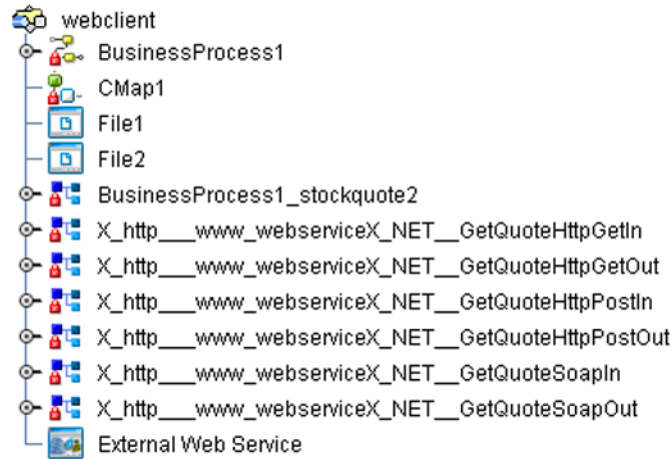 webclient
BusinessProcess1
CMap1
File1
File2
BusinessProcess1_stockquote2
X_http___www_webserviceX_NET__GetQuoteHttpGetIn
X_http___www_webserviceX_NET__GetQuoteHttpGetOut
X_http___www_webserviceX_NET__GetQuoteHttpPostIn
X_http___www_webserviceX_NET__GetQuoteHttpPostOut
X_http___www_webserviceX_NET__GetQuoteSoapIn
X_http___www_webserviceX_NET__GetQuoteSoapOut
External Web Service